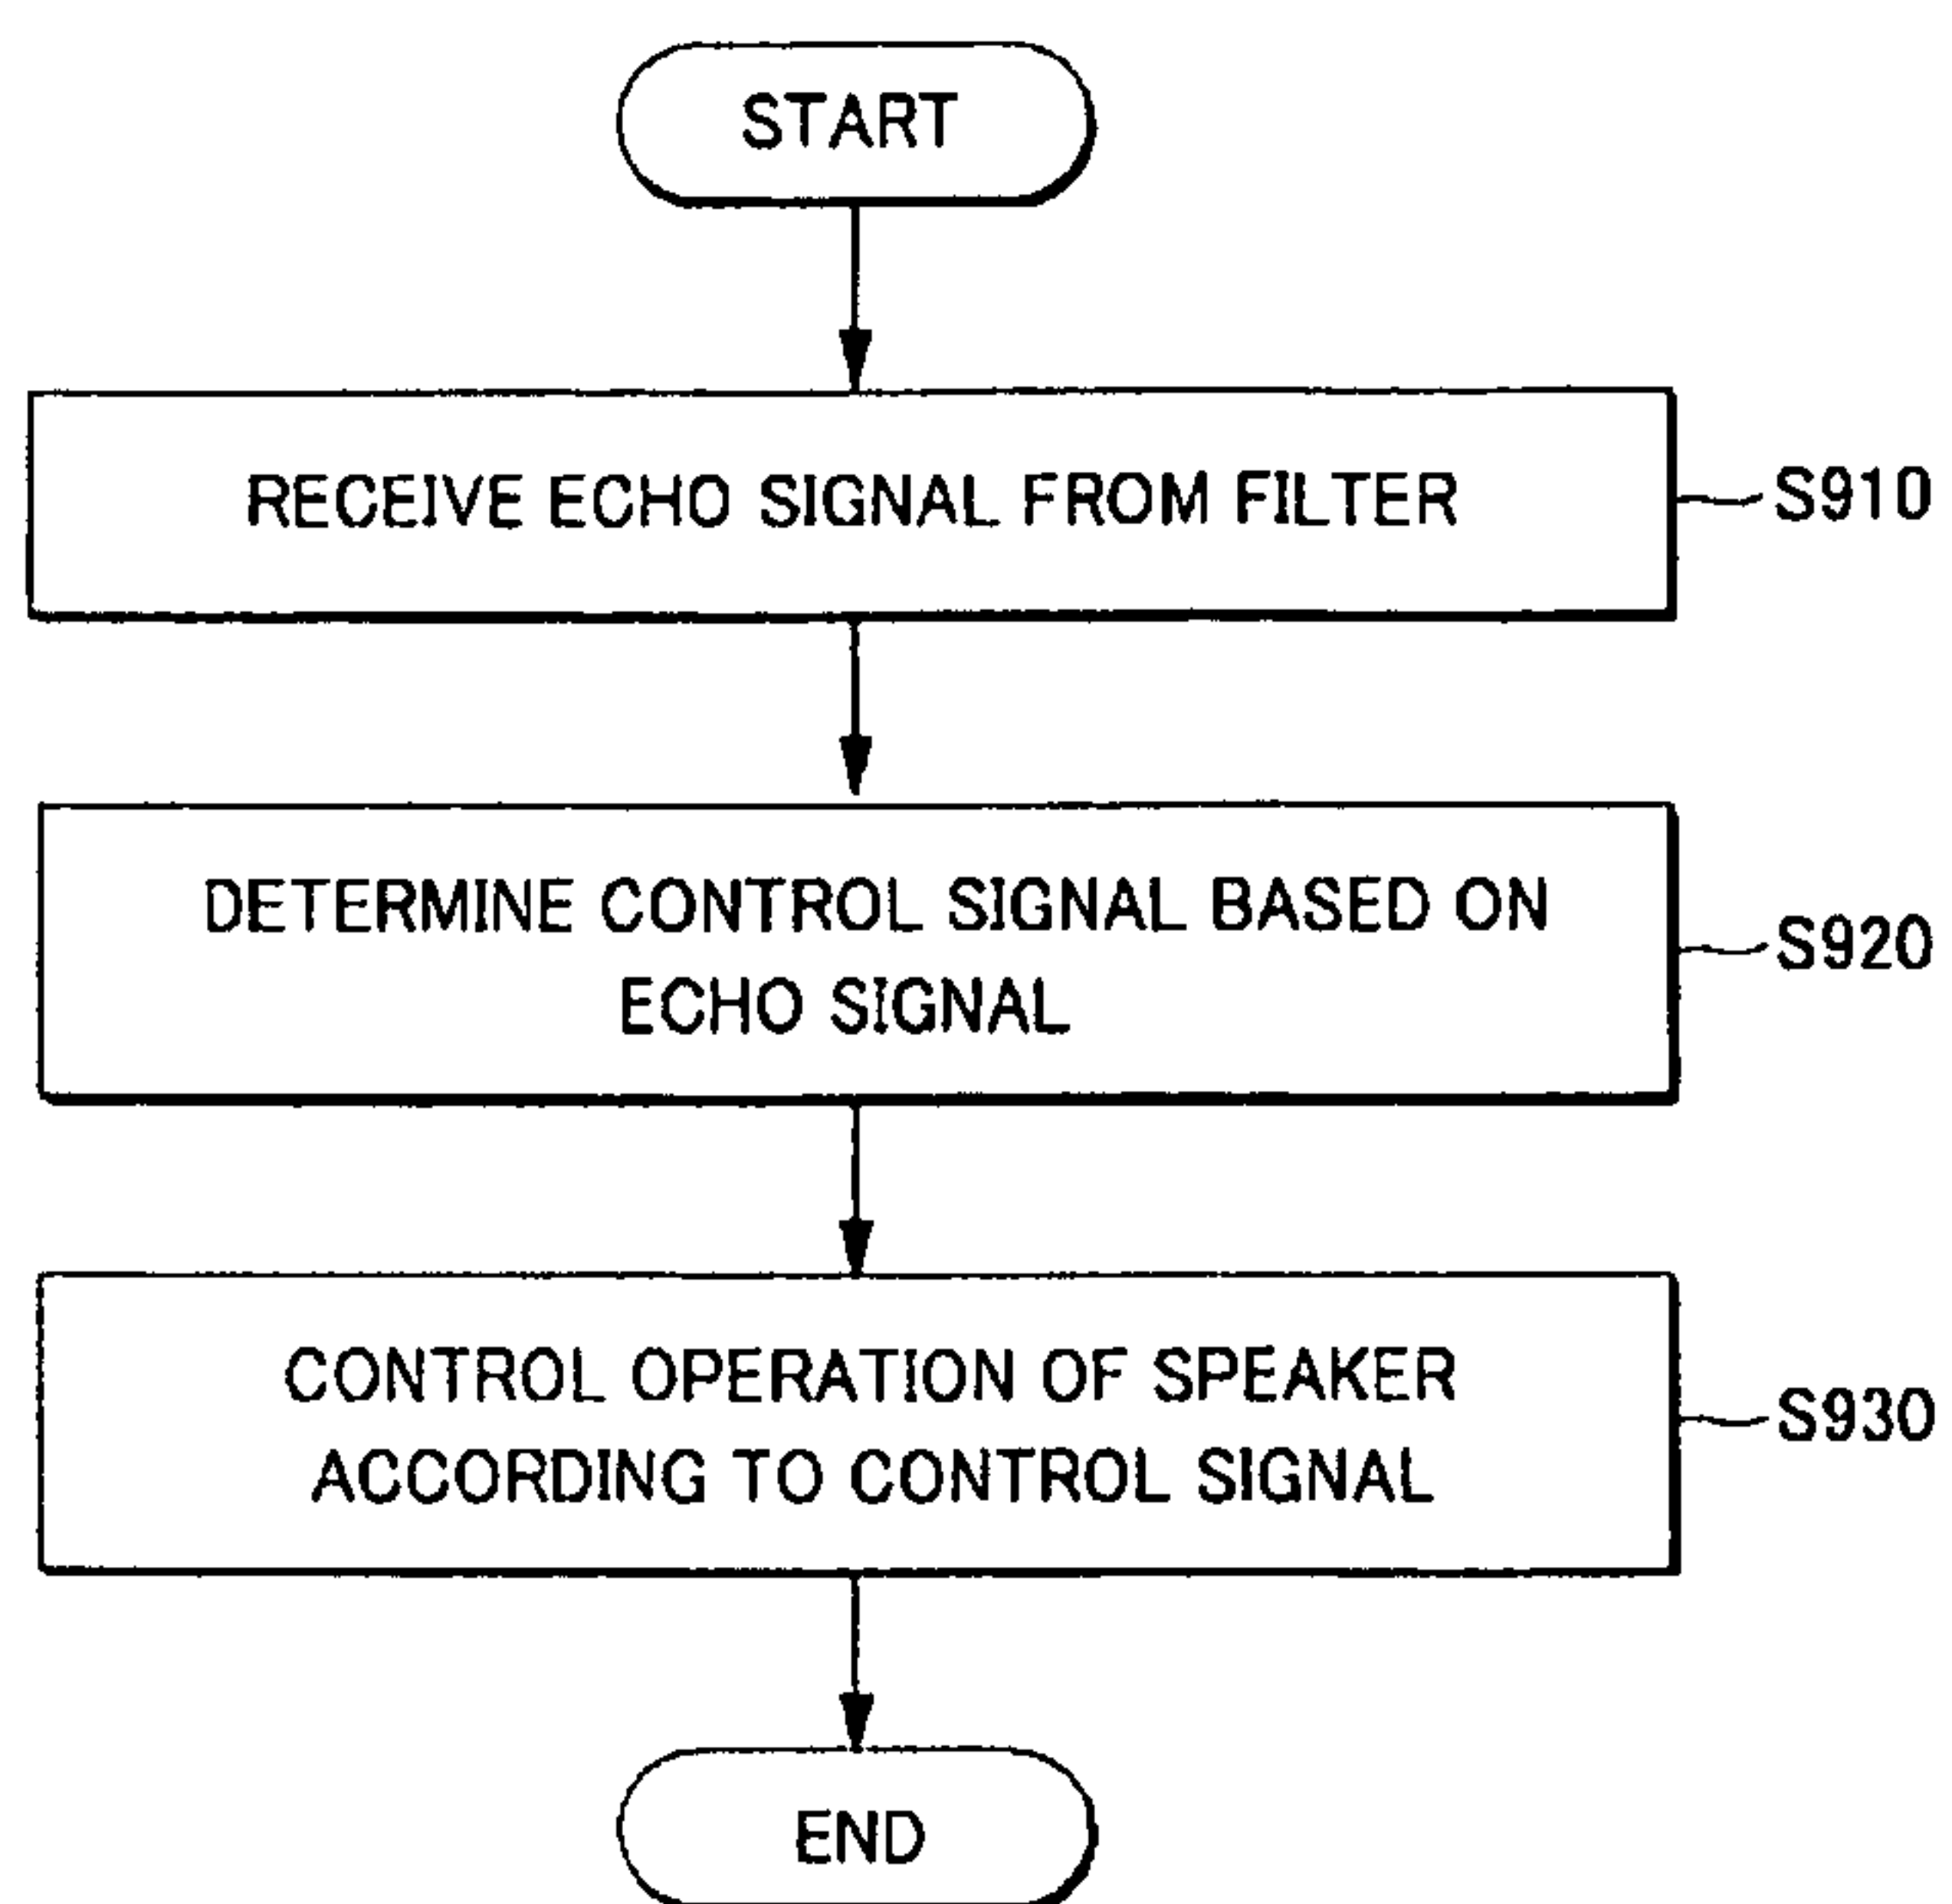 START
RECEIVE ECHO SIGNAL FROM FILTER
S910
DETERMINE CONTROL SIGNAL BASED ON
ECHO SIGNAL
S920
CONTROL OPERATION OF SPEAKER
ACCORDING TO CONTROL SIGNAL
S930
END